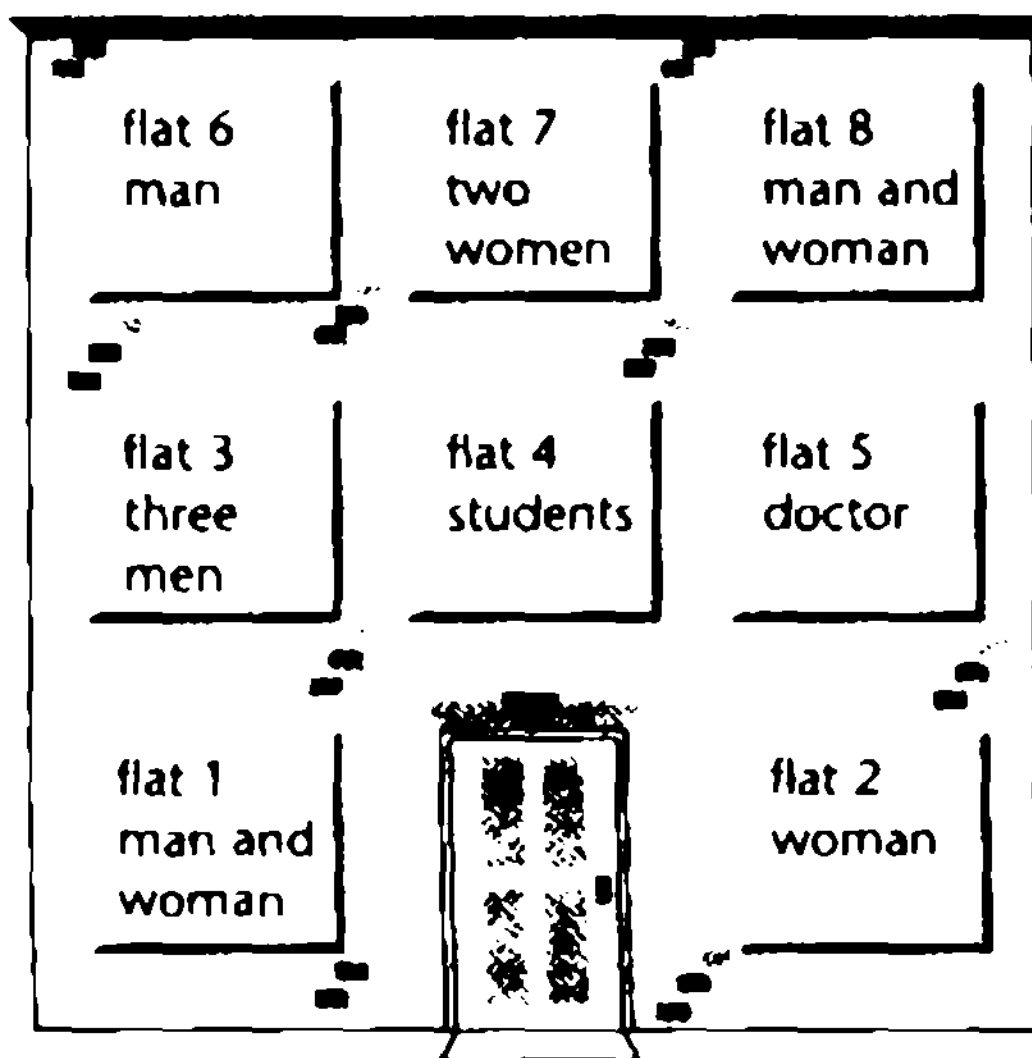 flat 6
man
flat 7
two
women
flat 8
man and
woman
flat 3
three
men
flat 4
students
flat 5
doctor
flat 1
man and
woman
flat 2
woman